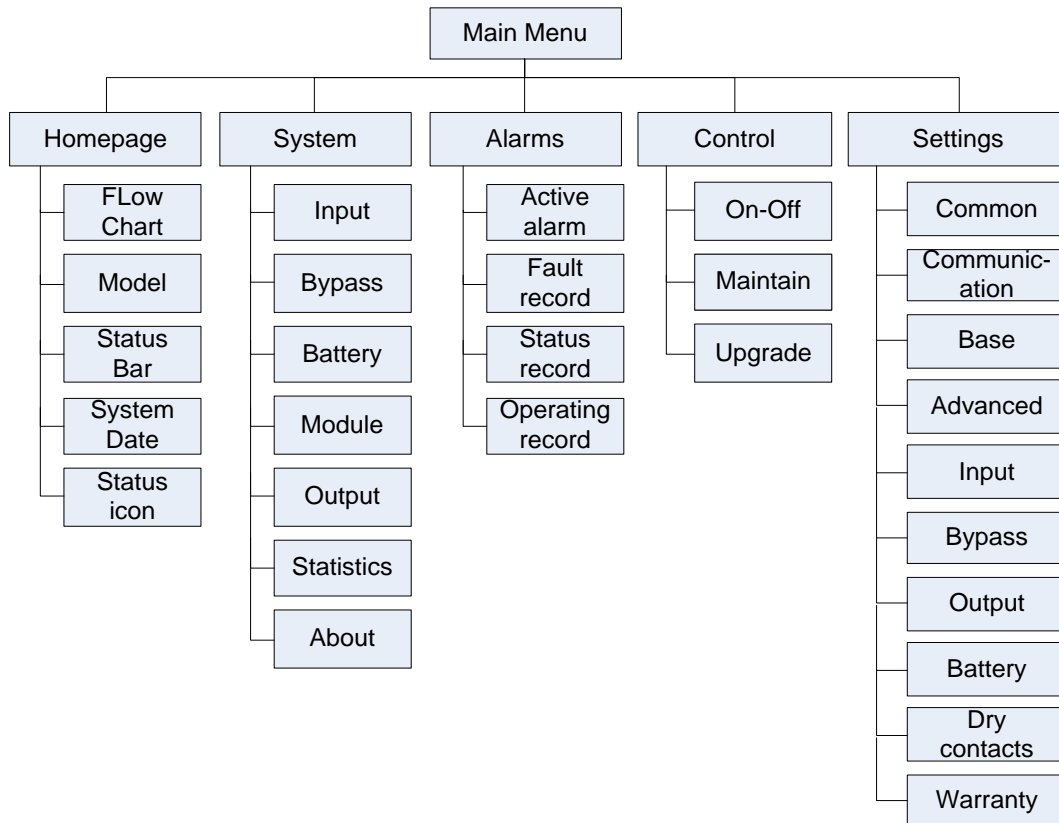 Main Menu
Homepage
System
Alarms
Control
Settings
FLow
Chart
Model
Status
Bar
System
Date
Status
icon
Input
Bypass
Battery
Module
Output
Statistics
About
Active
alarm
Fault
record
Status
record
Operating
record
On-Off
Maintain
Upgrade
Common
Communic-
ation
Base
Advanced
Input
Bypass
Output
Battery
Dry
contacts
Warranty